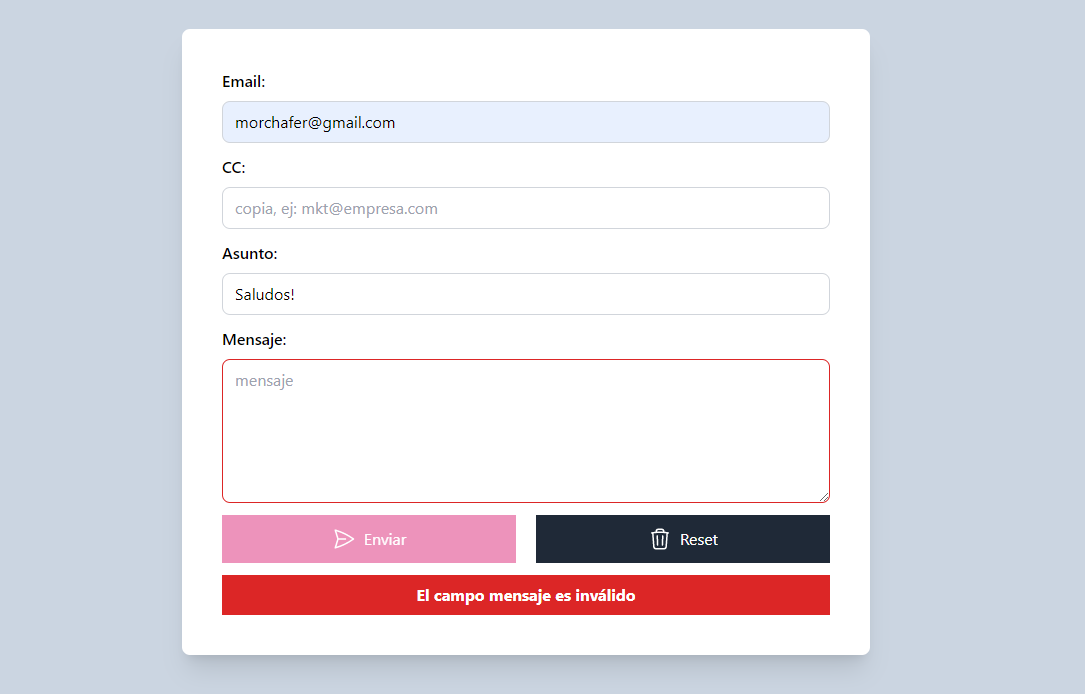 Email:
morchafer@gmail.com
CC:
copia, ej: mkt@empresa.com
Asunto:
Saludos!
Mensaje:
mensaje
Enviar
Reset
El campo mensaje es inválido